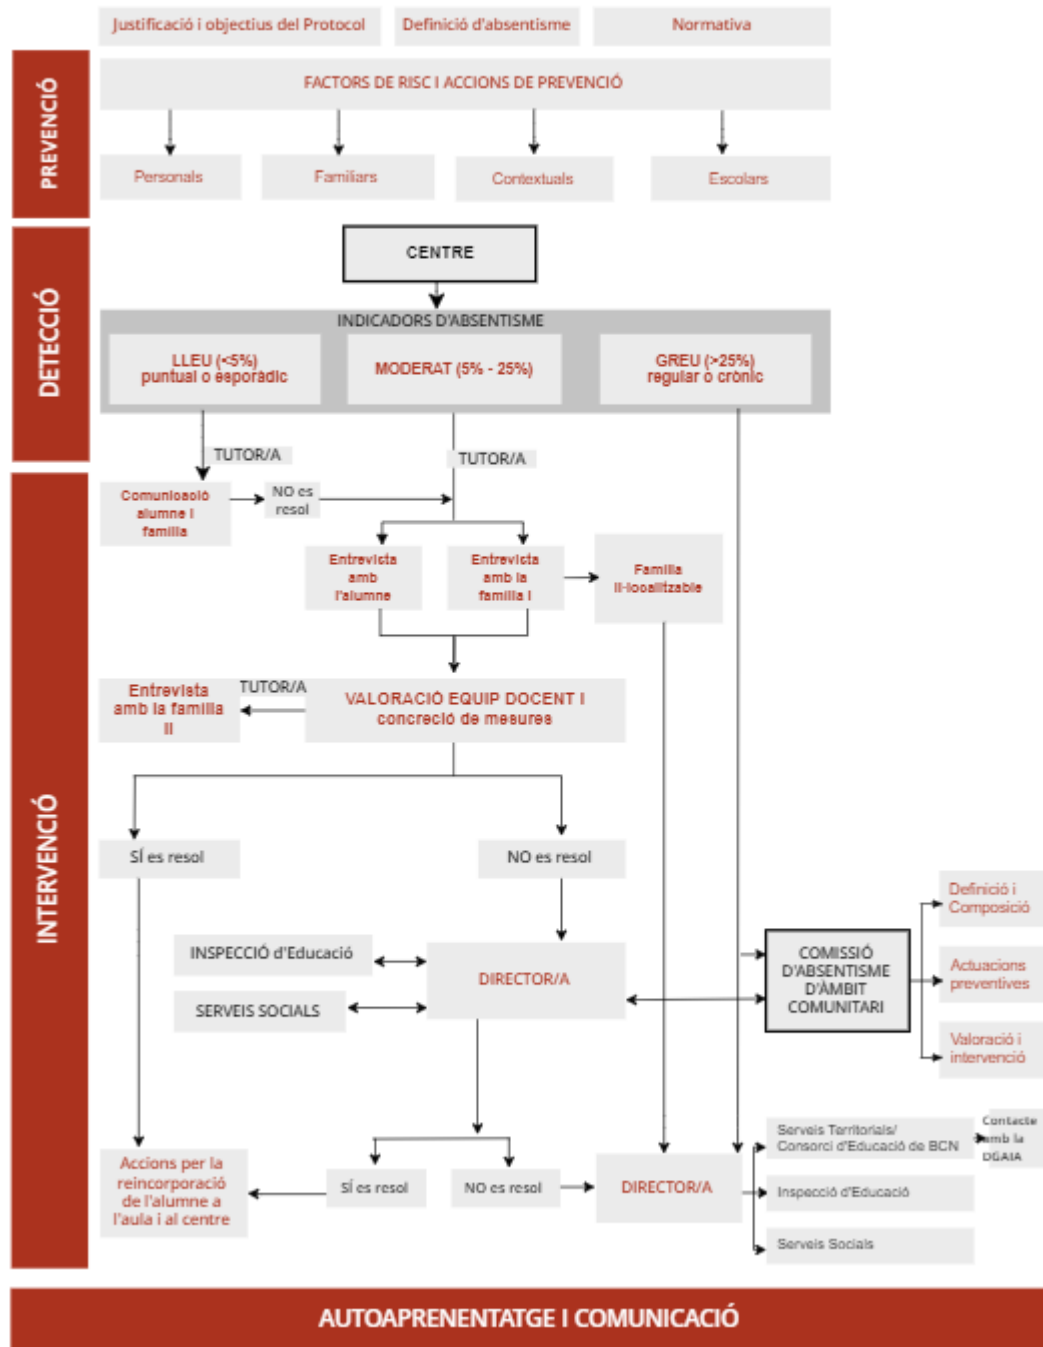 Justificació i objectius del Protocol
Definició d'absentisme
Normativa
PREVENCIÓ
FACTORS DE RISC I ACCIONS DE PREVENCIÓ
Personals
Familiars
Contextuals
Escolars
DETECCIÓ
CENTRE
INDICADORS D'ABSENTISME
LLEU (<5%)
puntual o esporàdic
MODERAT (5% - 25%)
GREU (>25%)
regular o crònic
TUTOR/A
TUTOR/A
INTERVENCIÓ
Comunicació
alumne i
família
NO es
resol
Entrevista
amb
l'alumne
Entrevista
amb la
família I
Família
il·localitzable
Entrevista
amb la família
II
TUTOR/A
VALORACIÓ EQUIP DOCENT I
concreció de mesures
SÍ es resol
NO es resol
INSPECCIÓ d'Educació
SERVEIS SOCIALS
DIRECTOR/A
COMISSIÓ
D'ABSENTISME
D'ÀMBIT
COMUNITARI
Definició i
Composició
Actuacions
preventives
Valoració i
intervenció
Accions per la
reincorporació
de l'alumne a
l'aula i al centre
SÍ es resol
NO es resol
DIRECTOR/A
Serveis Territorials/
Consorci d'Educació de BCN
Contacte
amb la
DGAIA
Inspecció d'Educació
Serveis Socials
AUTOAPRENENTATGE I COMUNICACIÓ